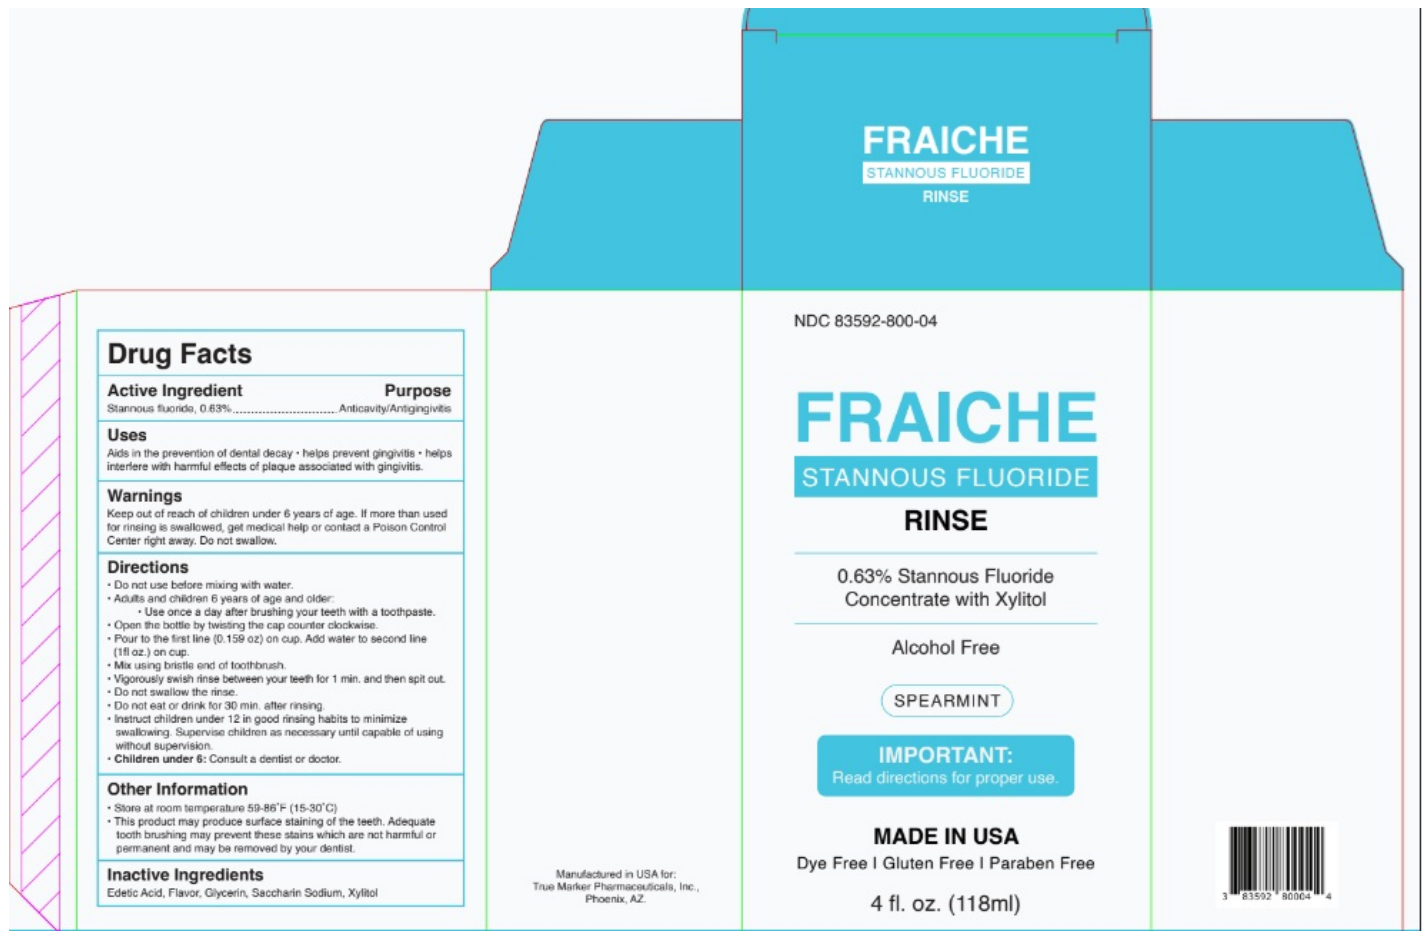 FRAICHE
STANNOUS FLUORIDE
RINSE
Drug Facts
Active Ingredient Purpose
Stannous fluoride, 0.63%........................................Anticavity/Antigingivitis
Uses
Aids in the prevention of dental decay • helps prevent gingivitis • helps
interfere with harmful effects of plaque associated with gingivitis.
Warnings
Keep out of reach of children under 6 years of age. If more than used
for rinsing is swallowed, get medical help or contact a Poison Control
Center right away. Do not swallow.
Directions
• Do not use before mixing with water.
• Adults and children 6 years of age and older:
• Use once a day after brushing your teeth with a toothpaste.
• Open the bottle by twisting the cap counter clockwise.
• Pour to the first line (0.159 oz) on cup. Add water to second line
(1fl oz.) on cup.
• Mix using bristle end of toothbrush.
• Vigorously swish rinse between your teeth for 1 min. and then spit out.
• Do not swallow the rinse.
• Do not eat or drink for 30 min. after rinsing.
• Instruct children under 12 in good rinsing habits to minimize
swallowing. Supervise children as necessary until capable of using
without supervision.
• Children under 6: Consult a dentist or doctor.
Other Information
• Store at room temperature 59-86˚F (15-30˚C)
• This product may produce surface staining of the teeth. Adequate
tooth brushing may prevent these stains which are not harmful or
permanent and may be removed by your dentist.
Inactive Ingredients
Edetic Acid, Flavor, Glycerin, Saccharin Sodium, Xylitol
Manufactured in USA for:
True Marker Pharmaceuticals, Inc.,
Phoenix, AZ.
NDC 83592-800-04
FRAICHE
STANNOUS FLUORIDE
RINSE
0.63% Stannous Fluoride
Concentrate with Xylitol
Alcohol Free
SPEARMINT
IMPORTANT:
Read directions for proper use.
MADE IN USA
Dye Free I Gluten Free I Paraben Free
4 fl. oz. (118ml)
3 83592 80004 4